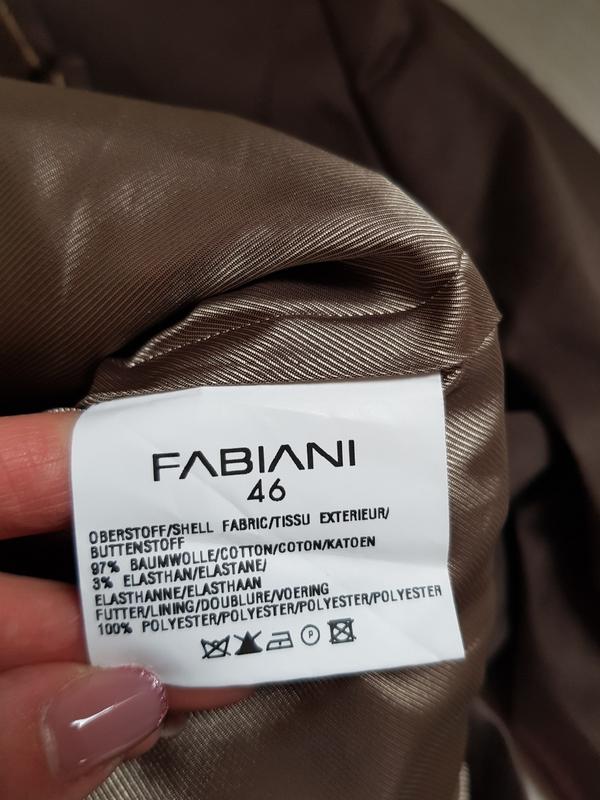 FABIANI
46
OBERSTOFF/SHELL FABRIC/TISSU EXTERIEUR/
BUTTENSTOFF
97% BAUMWOLLE/COTTON/COTON/KATOEN
3% ELASTHAN/ELASTANE/
ELASTHANNE/ELASTHAAN
FUTTER/LINING/DOUBLURE/VOERING
100% POLYESTER/POLYESTER/POLYESTER/POLYESTER
P